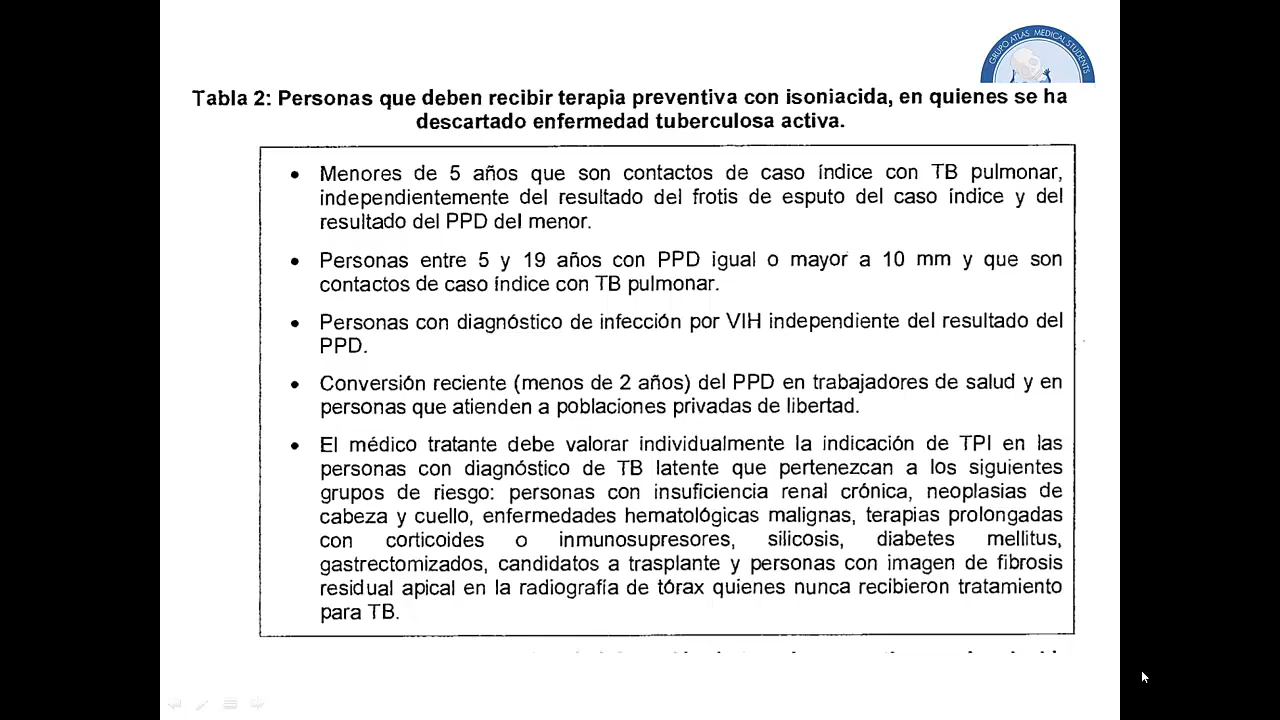 GRUPO ATLAS MEDICAL STUDENTS
Tabla 2: Personas que deben recibir terapia preventiva con isoniacida, en quienes se ha
descartado enfermedad tuberculosa activa.
• Menores de 5 años que son contactos de caso índice con TB pulmonar,
independientemente del resultado del frotis de esputo del caso índice y del
resultado del PPD del menor.
• Personas entre 5 y 19 años con PPD igual o mayor a 10 mm y que son
contactos de caso índice con TB pulmonar.
• Personas con diagnóstico de infección por VIH independiente del resultado del
PPD.
• Conversión reciente (menos de 2 años) del PPD en trabajadores de salud y en
personas que atienden a poblaciones privadas de libertad.
• El médico tratante debe valorar individualmente la indicación de TPI en las
personas con diagnóstico de TB latente que pertenezcan a los siguientes
grupos de riesgo: personas con insuficiencia renal crónica, neoplasias de
cabeza y cuello, enfermedades hematológicas malignas, terapias prolongadas
con corticoides o inmunosupresores, silicosis, diabetes mellitus,
gastrectomizados, candidatos a trasplante y personas con imagen de fibrosis
residual apical en la radiografía de tórax quienes nunca recibieron tratamiento
para TB.